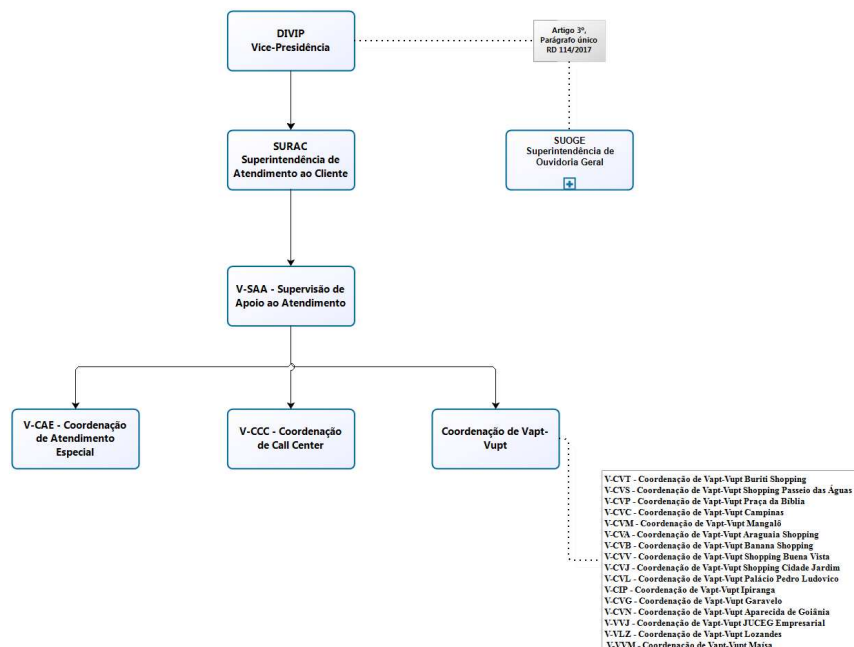 DIVIP
Vice-Presidência
Artigo 3º,
Parágrafo único
RD 114/2017
SURAC
Superintendência de
Atendimento ao Cliente
SUOGE
Superintendência de
Ouvidoria Geral
V-SAA - Supervisão de
Apoio ao Atendimento
V-CAE - Coordenação
de Atendimento
Especial
V-CCC - Coordenação
de Call Center
Coordenação de Vapt-
Vupt
V-CVT - Coordenação de Vapt-Vupt Buriti Shopping
V-CVS - Coordenação de Vapt-Vupt Shopping Passeio das Águas
V-CVP - Coordenação de Vapt-Vupt Praça da Bíblia
V-CVC - Coordenação de Vapt-Vupt Campinas
V-CVM - Coordenação de Vapt-Vupt Mangalô
V-CVA - Coordenação de Vapt-Vupt Araguaia Shopping
V-CVB - Coordenação de Vapt-Vupt Banana Shopping
V-CVV - Coordenação de Vapt-Vupt Shopping Buena Vista
V-CVJ - Coordenação de Vapt-Vupt Shopping Cidade Jardim
V-CVL - Coordenação de Vapt-Vupt Palácio Pedro Ludovico
V-CIP - Coordenação de Vapt-Vupt Ipiranga
V-CVG - Coordenação de Vapt-Vupt Garavelo
V-CVN - Coordenação de Vapt-Vupt Aparecida de Goiânia
V-VVJ - Coordenação de Vapt-Vupt JUCEG Empresarial
V-VLZ - Coordenação de Vapt-Vupt Lozandes
V-VVM - Coordenação de Vapt-Vupt Maísa